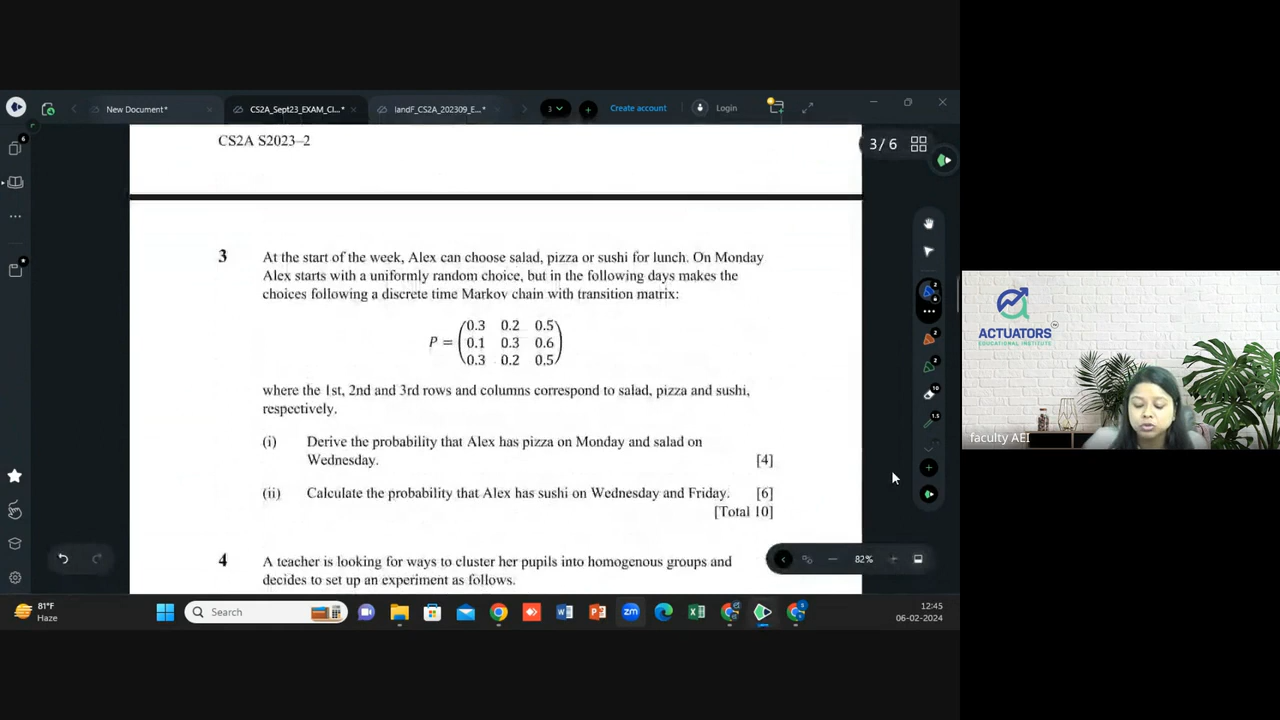 New Document*
CS2A_Sept23_EXAM_Cl...*
IandF_CS2A_202309_E...*
3
Create account
Login
CS2A S2023–2
3 / 6
3 At the start of the week, Alex can choose salad, pizza or sushi for lunch. On Monday
Alex starts with a uniformly random choice, but in the following days makes the
choices following a discrete time Markov chain with transition matrix:
0.3 0.2 0.5
P = 0.1 0.3 0.6
0.3 0.2 0.5
where the 1st, 2nd and 3rd rows and columns correspond to salad, pizza and sushi,
respectively.
(i) Derive the probability that Alex has pizza on Monday and salad on
Wednesday. [4]
(ii) Calculate the probability that Alex has sushi on Wednesday and Friday. [6]
[Total 10]
4 A teacher is looking for ways to cluster her pupils into homogenous groups and
decides to set up an experiment as follows.
82%
ACTUATORS
EDUCATIONAL INSTITUTE
faculty AEI
81°F
Haze
Search
zm
12:45
06-02-2024